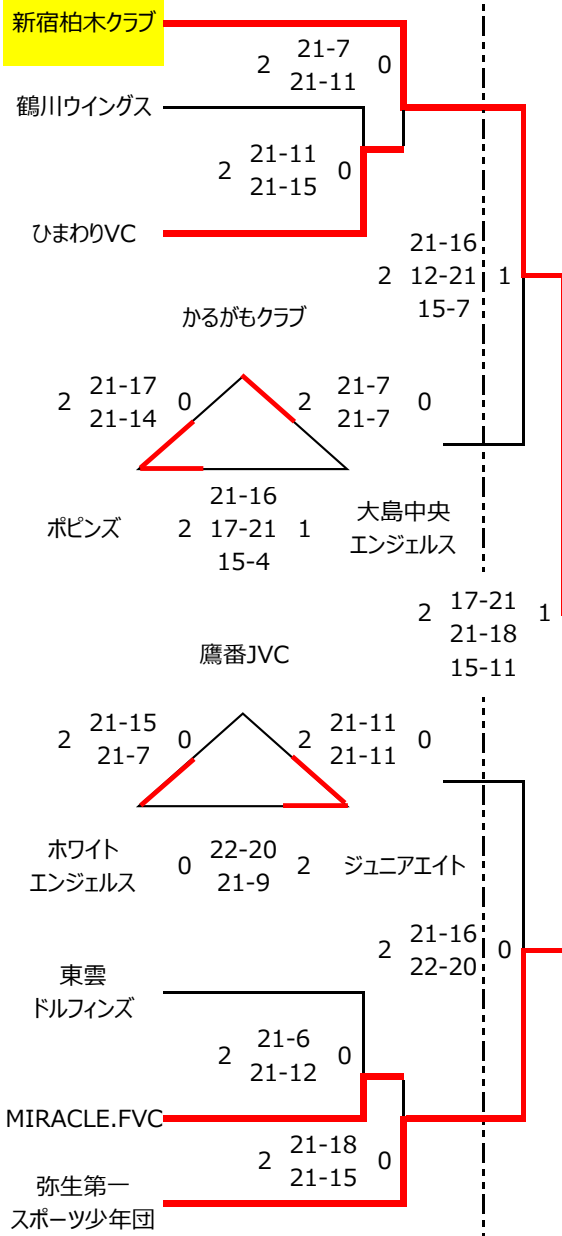 新宿柏木クラブ
2 21-7 0
21-11
鶴川ウイングス
2 21-11 0
21-15
ひまわりVC
21-16
2 12-21 1
15-7
かるがもクラブ
2 21-17 0
21-14
2 21-7 0
21-7
ポピンズ
21-16
2 17-21 1
15-4
大島中央
エンジェルス
2 17-21 1
21-18
15-11
鷹番JVC
2 21-15 0
21-7
2 21-11 0
21-11
ホワイト
エンジェルス
0 22-20 2
21-9
ジュニアエイト
2 21-16 0
22-20
東雲
ドルフィンズ
2 21-6 0
21-12
MIRACLE.FVC
2 21-18 0
21-15
弥生第一
スポーツ少年団